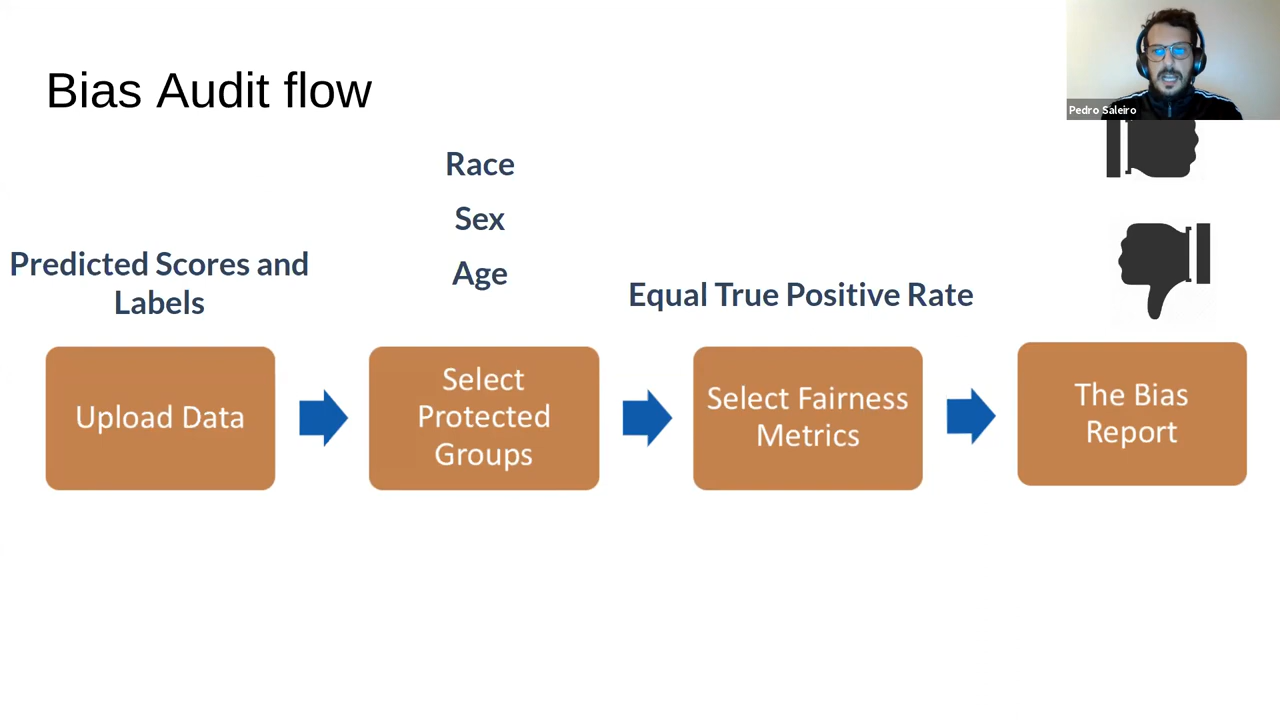 Bias Audit flow
Pedro Saleiro
Race
Sex
Age
Predicted Scores and
Labels
Equal True Positive Rate
Upload Data
Select
Protected
Groups
Select Fairness
Metrics
The Bias
Report